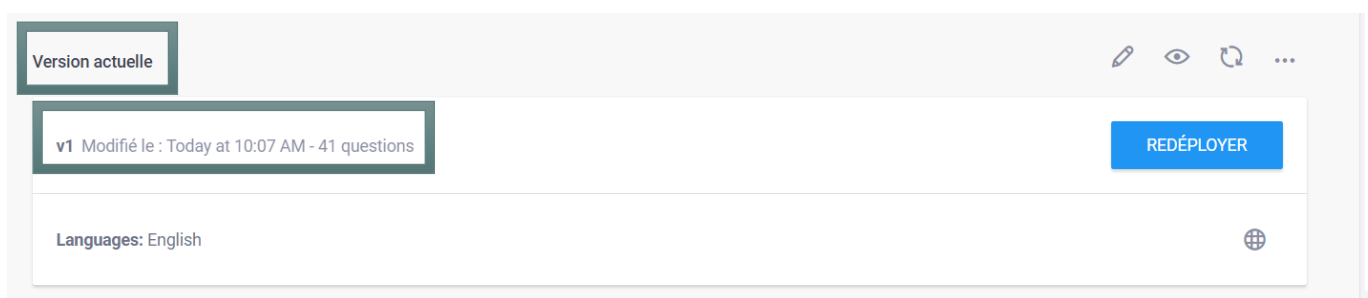 Version actuelle
v1 Modifié le : Today at 10:07 AM - 41 questions
REDÉPLOYER
Languages: English